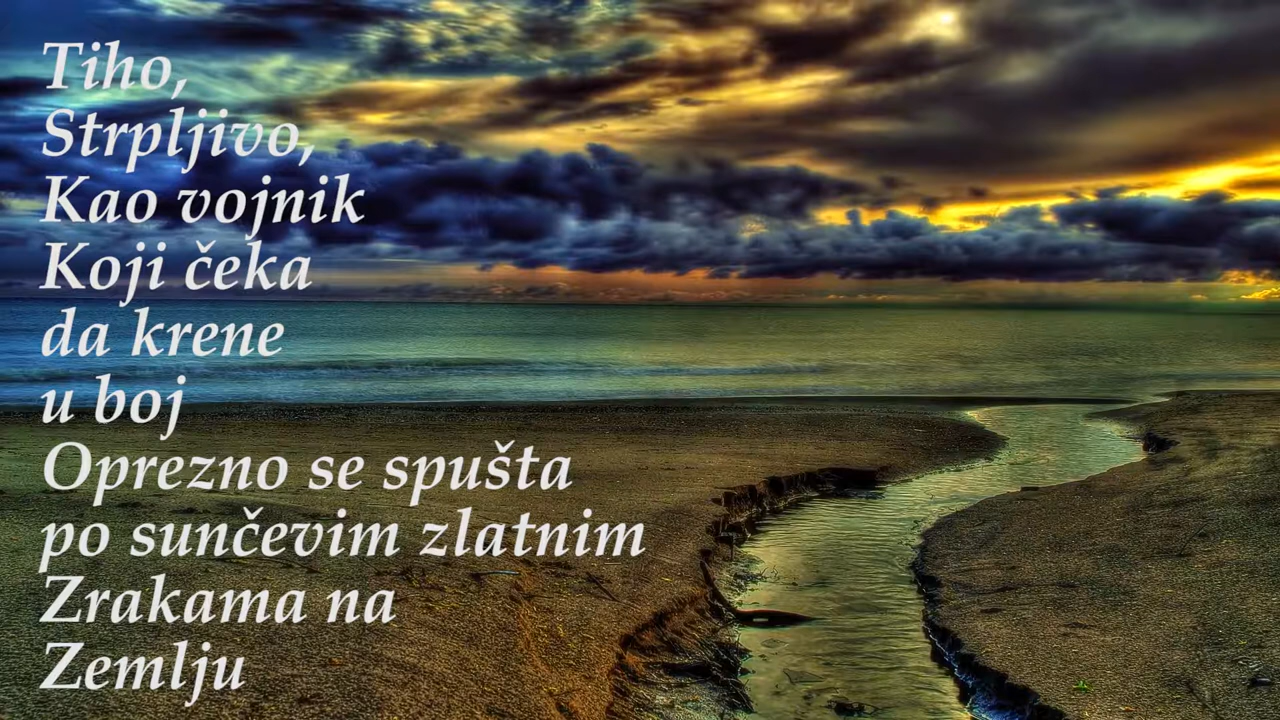 Tiho,
Strpljivo,
Kao vojnik
Koji čeka
da krene
u boj
Oprezno se spušta
po sunčevim zlatnim
Zrakama na
Zemlju